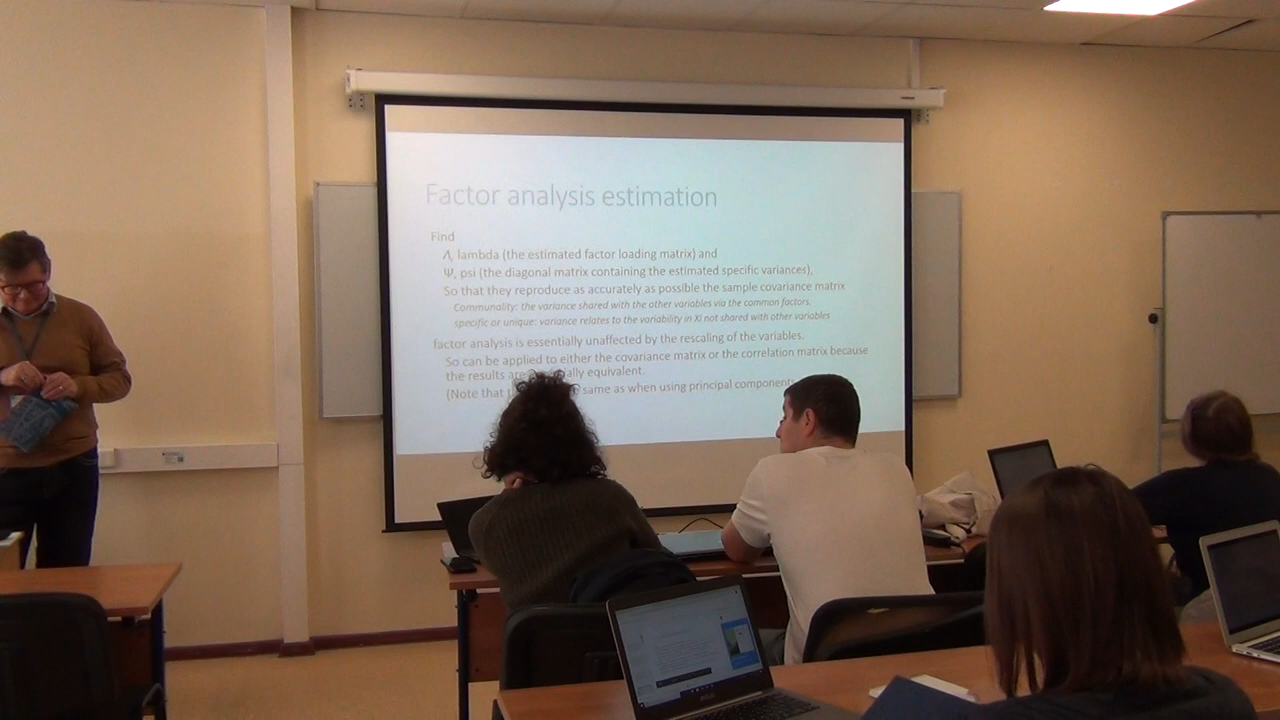 Factor analysis estimation
Find
Λ, lambda (the estimated factor loading matrix) and
Ψ, psi (the diagonal matrix containing the estimated specific variances),
So that they reproduce as accurately as possible the sample covariance matrix
Communality: the variance shared with the other variables via the common factors.
specific or unique: variance relates to the variability in Xi not shared with other variables
factor analysis is essentially unaffected by the rescaling of the variables.
So can be applied to either the covariance matrix or the correlation matrix because
the results are equivalent.
(Note that same as when using principal components